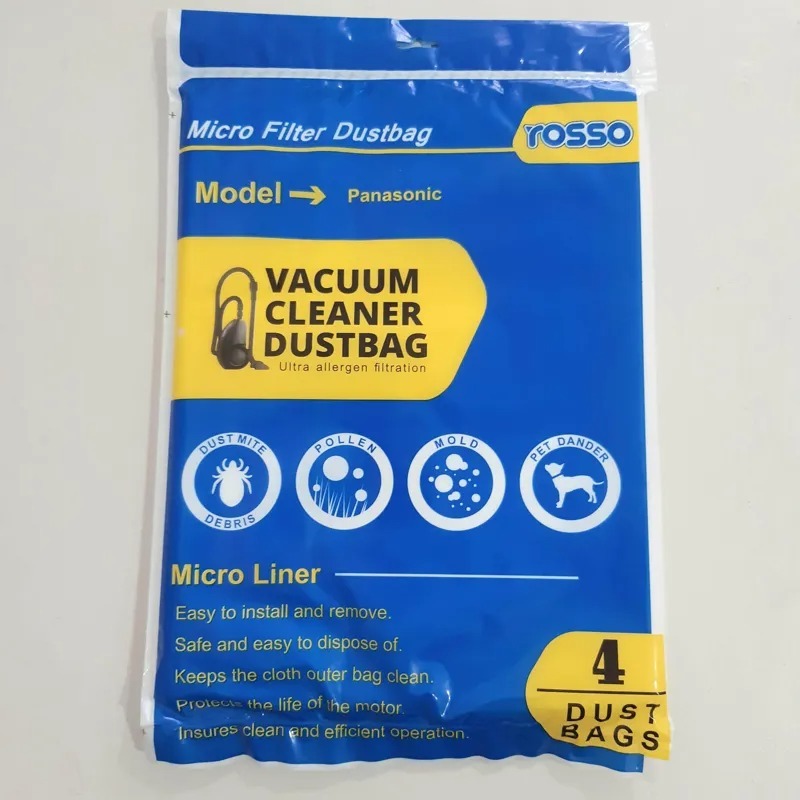 Micro Filter Dustbag
rosso
Model → Panasonic
VACUUM
CLEANER
DUSTBAG
Ultra allergen filtration
DUST MITE
DEBRIS
POLLEN
MOLD
PET DANDER
Micro Liner
Easy to install and remove.
Safe and easy to dispose of.
Keeps the cloth outer bag clean.
Protects the life of the motor.
Insures clean and efficient operation.
4
DUST
BAGS